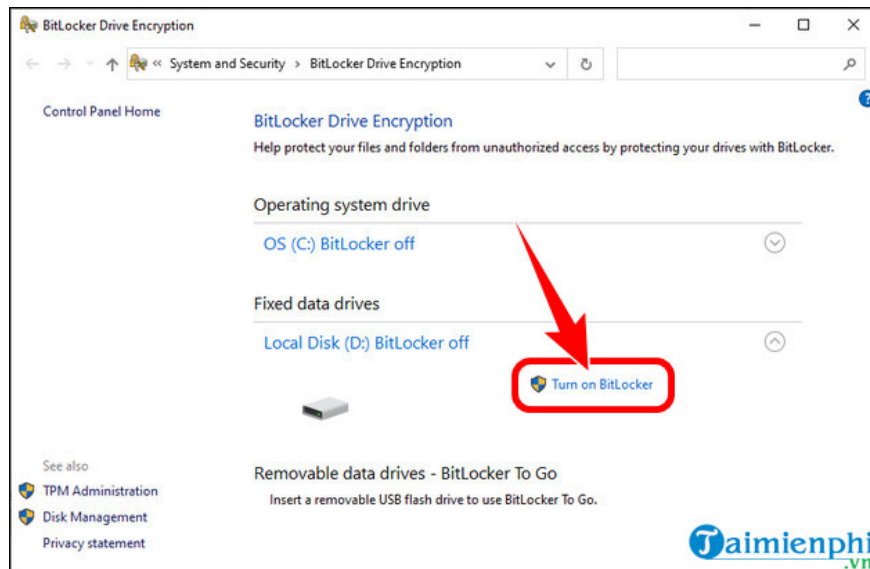 BitLocker Drive Encryption
« System and Security > BitLocker Drive Encryption
Control Panel Home
?
BitLocker Drive Encryption
Help protect your files and folders from unauthorized access by protecting your drives with BitLocker.
Operating system drive
OS (C:) BitLocker off
Fixed data drives
Local Disk (D:) BitLocker off
Turn on BitLocker
See also
TPM Administration
Disk Management
Privacy statement
Removable data drives - BitLocker To Go
Insert a removable USB flash drive to use BitLocker To Go.
Taimienphi
.vn